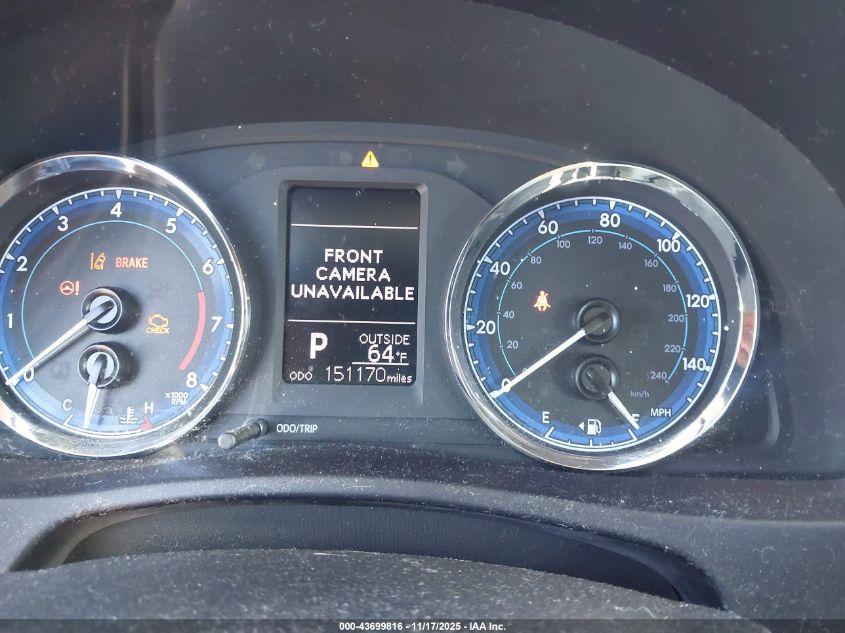 0 1 2 3 4 5 6 7 8
BRAKE
CHECK
x1000
RPM
C H
FRONT
CAMERA
UNAVAILABLE
P OUTSIDE
64°F
ODO 151170 miles
ODO/TRIP
0 20 40 60 80 100 120 140
20 40 60 80 100 120 140 160 180 200 220 240
km/h
MPH
E F
000-43699816 - 11/17/2025 - IAA Inc.